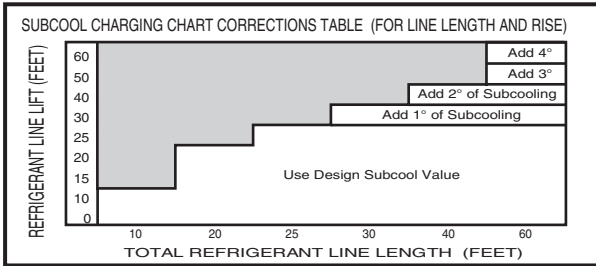 SUBCOOL CHARGING CHART CORRECTIONS TABLE (FOR LINE LENGTH AND RISE)
REFRIGERANT LINE LIFT (FEET)
60
Add 4°
50
Add 3°
40
Add 2° of Subcooling
30
Add 1° of Subcooling
25
20
15
Use Design Subcool Value
10
0
10 20 25 30 40 60
TOTAL REFRIGERANT LINE LENGTH (FEET)